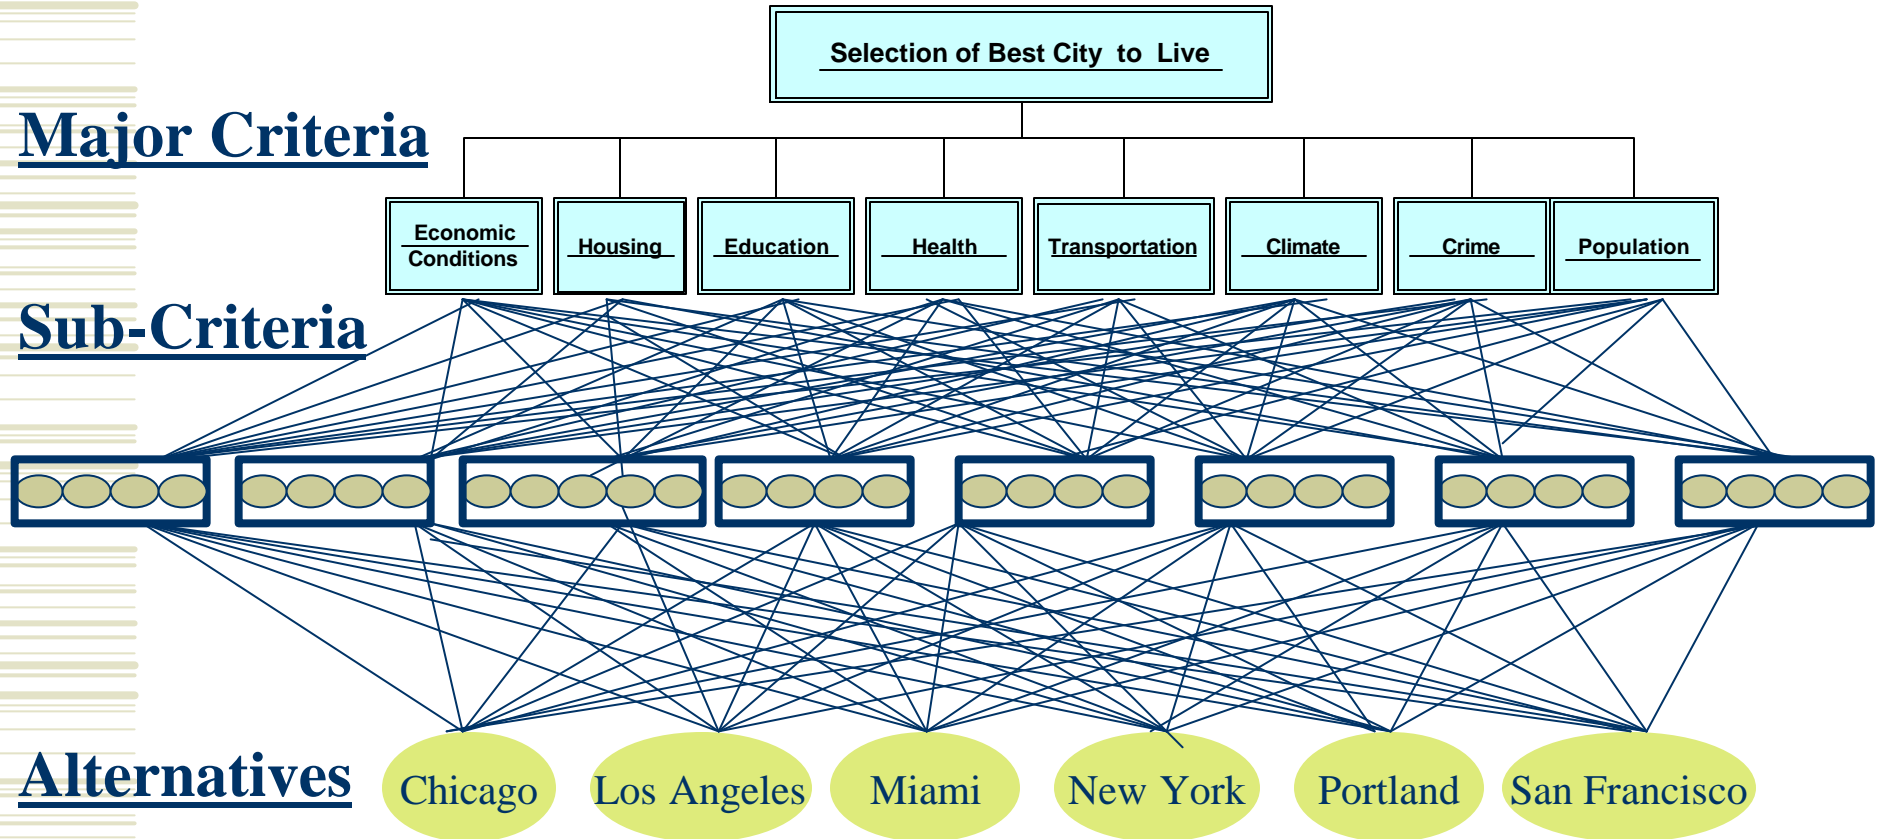 Selection of Best City to Live
Major Criteria
Economic
Conditions
Housing
Education
Health
Transportation
Climate
Crime
Population
Sub-Criteria
Alternatives
Chicago
Los Angeles
Miami
New York
Portland
San Francisco